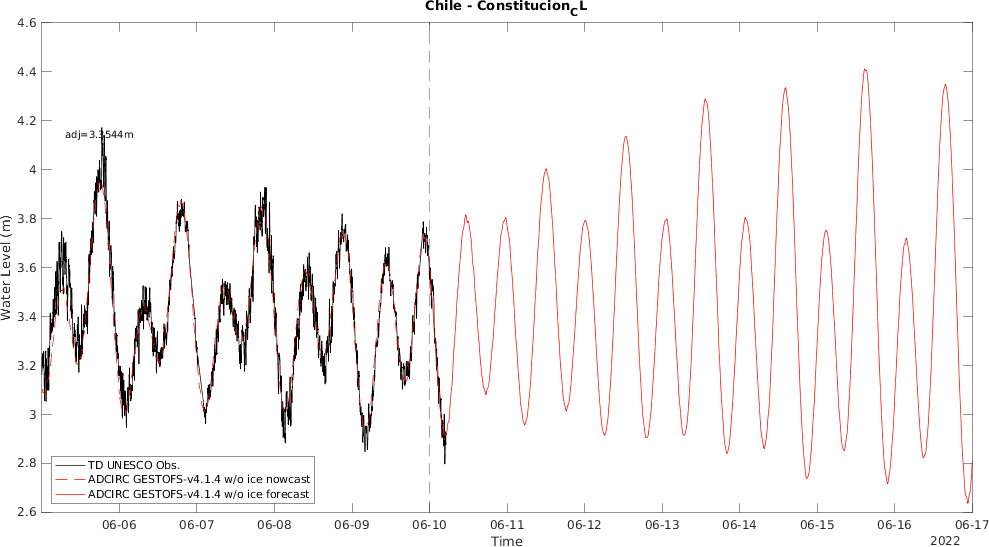 Chile - Constitucion_CL
4.6
4.4
4.2
4
3.8
3.6
3.4
3.2
3
2.8
2.6
Water Level (m)
adj=3.3544m
TD UNESCO Obs.
ADCIRC GESTOFS-v4.1.4 w/o ice nowcast
ADCIRC GESTOFS-v4.1.4 w/o ice forecast
06-06 06-07 06-08 06-09 06-10 06-11 06-12 06-13 06-14 06-15 06-16 06-17
Time
2022